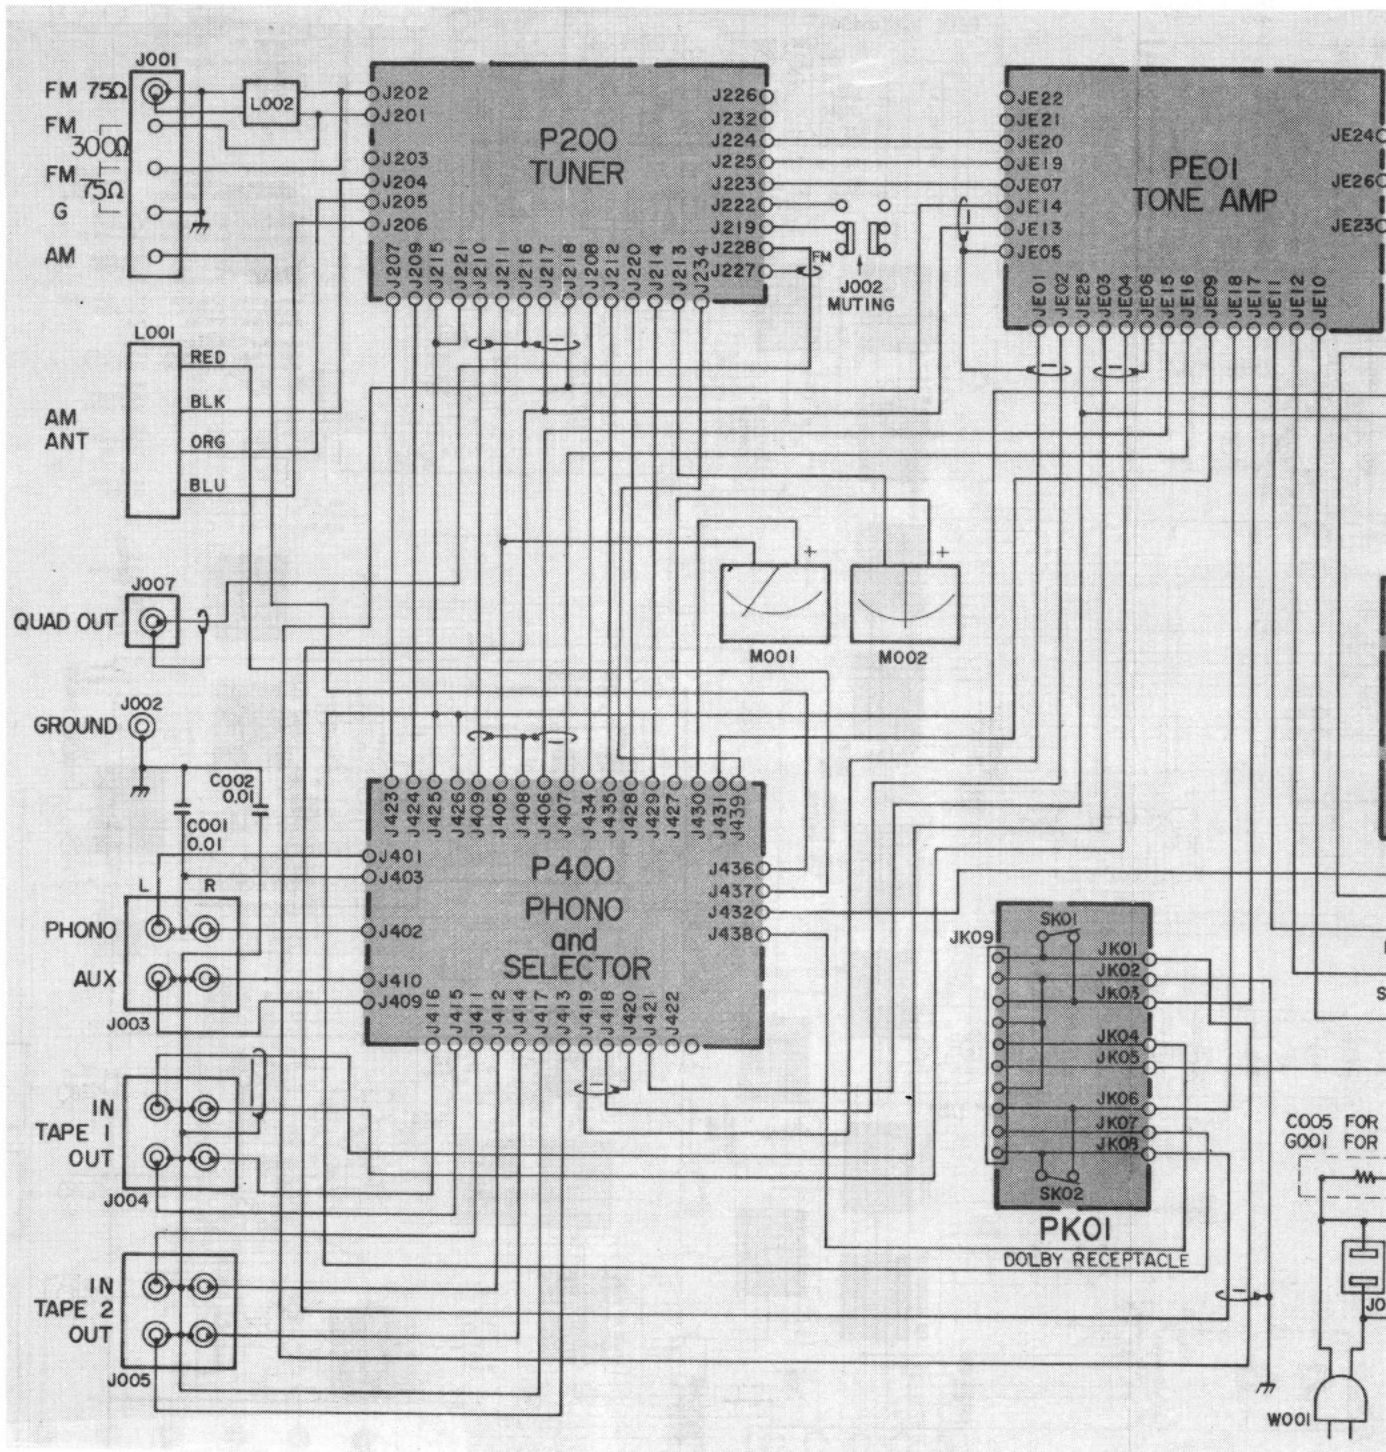 J001
FM 75Ω
FM
300Ω
FM
75Ω
G
AM
L002
J202
J201
J203
J204
J205
J206
P200
TUNER
J226
J232
J224
J225
J223
J222
J219
J228
J227
J207
J209
J215
J221
J210
J211
J216
J217
J218
J208
J212
J220
J214
J213
J234
FM
J002
MUTING
JE22
JE21
JE20
JE19
JE07
JE14
JE13
JE05
PE01
TONE AMP
JE24
JE26
JE23
JE01
JE02
JE25
JE03
JE04
JE06
JE15
JE16
JE09
JE18
JE17
JE11
JE12
JE10
L001
RED
BLK
ORG
BLU
AM
ANT
+
+
M001
M002
J007
QUAD OUT
J002
GROUND
C002
0.01
C001
0.01
J423
J424
J425
J426
J409
J405
J408
J406
J407
J434
J435
J428
J429
J427
J430
J431
J439
J401
J403
J402
J410
J409
P400
PHONO
and
SELECTOR
J436
J437
J432
J438
J416
J415
J411
J412
J414
J417
J413
J419
J418
J420
J421
J422
L
R
PHONO
AUX
J003
IN
TAPE 1
OUT
J004
IN
TAPE 2
OUT
J005
JK09
SK01
JK01
JK02
JK03
JK04
JK05
JK06
JK07
JK08
SK02
PK01
DOLBY RECEPTACLE
S
C005 FOR
G001 FOR
J0
W001